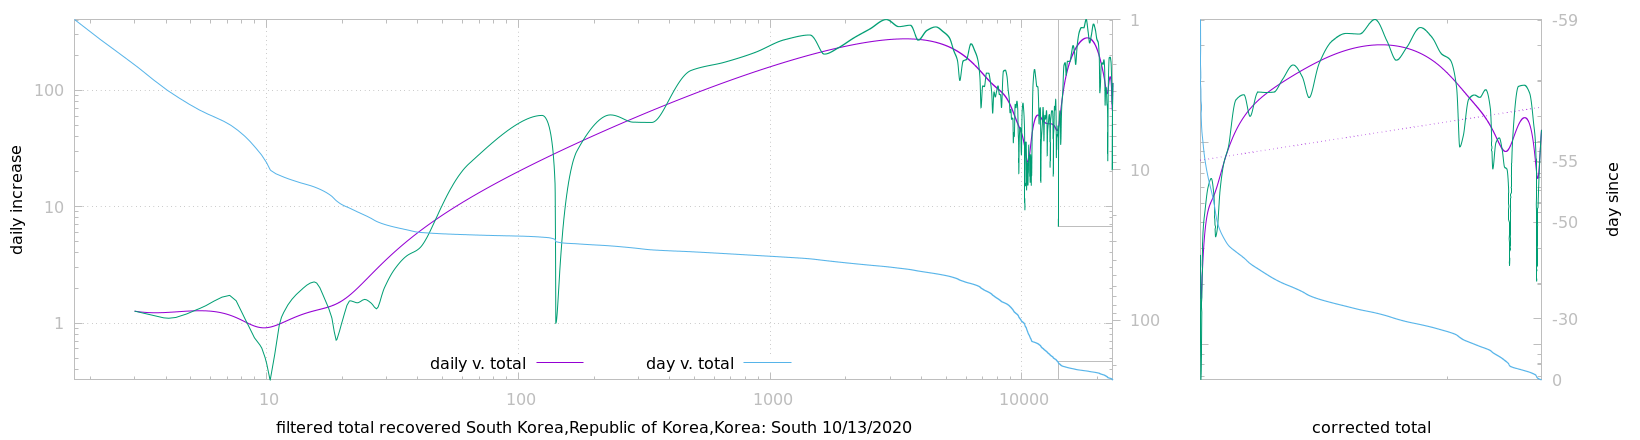 daily increase
100
10
1
1
10
100
10
100
1000
10000
daily v. total
day v. total
filtered total recovered South Korea,Republic of Korea,Korea: South 10/13/2020
-59
-55
-50
-30
0
day since
corrected total